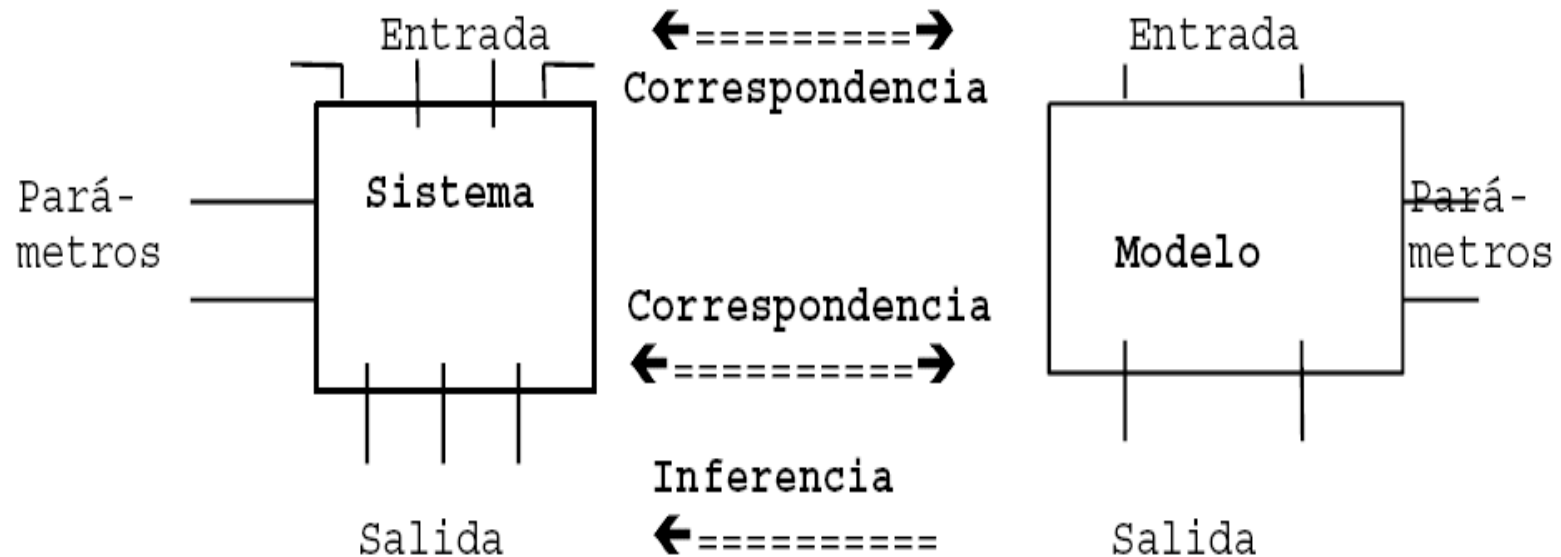 Entrada
🡸=========🡺
Entrada
Correspondencia
Sistema
Pará-
metros
Modelo
Pará-
metros
Correspondencia
🡸==========🡺
Inferencia
Salida
🡸==========
Salida